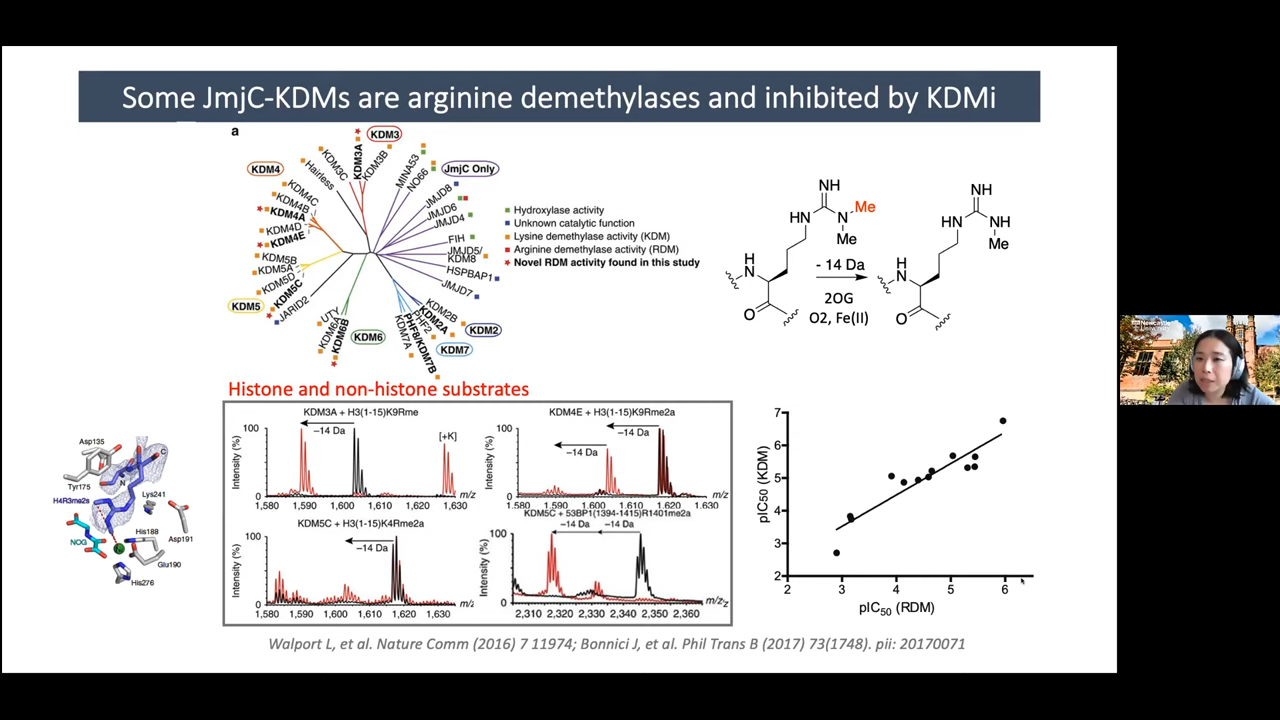 Some JmjC-KDMs are arginine demethylases and inhibited by KDMi
a
KDM3
KDM4
JmjC Only
KDM3A
KDM3B
KDM3C
Hairless
MINA53
NO66
KDM4C
KDM4B
KDM4A
KDM4D
KDM4E
JMJD8
JMJD6
JMJD4
FIH
JMJD5/
KDM8
HSPBAP1
JMJD7
KDM5B
KDM5A
KDM5D
KDM5C
JARID2
KDM5
UTY
KDM6A
KDM6B
KDM6
KDM2B
KDM2A
PHF2
PHF8/KDM7B
KDM7A
KDM2
KDM7
Hydroxylase activity
Unknown catalytic function
Lysine demethylase activity (KDM)
Arginine demethylase activity (RDM)
Novel RDM activity found in this study
NH
HN
N
Me
Me
H
N
O
- 14 Da
2OG
O2, Fe(II)
NH
HN
NH
Me
H
N
O
Histone and non-histone substrates
KDM3A + H3(1-15)K9Rme
100
Intensity (%)
0
−14 Da
[+K]
1,580 1,590 1,600 1,610 1,620 1,630
m/z
KDM4E + H3(1-15)K9Rme2a
100
Intensity (%)
0
−14 Da
−14 Da
1,580 1,590 1,600 1,610 1,620 1,630
m/z
KDM5C + H3(1-15)K4Rme2a
100
Intensity (%)
0
−14 Da
1,580 1,590 1,600 1,610 1,620 1,630
m/z
KDM5C + 53BP1(1394-1415)R1401me2a
100
Intensity (%)
0
−14 Da
−14 Da
2,310 2,320 2,330 2,340 2,350 2,360
m/z
Asp135
C
Tyr175
N
H4R3me2s
Lys241
NOG
His188
Asp191
Glu190
His276
pIC50 (KDM)
7
6
5
4
3
2
2 3 4 5 6
pIC50 (RDM)
Walport L, et al. Nature Comm (2016) 7 11974; Bonnici J, et al. Phil Trans B (2017) 73(1748). pii: 20170071
Newcastle
University